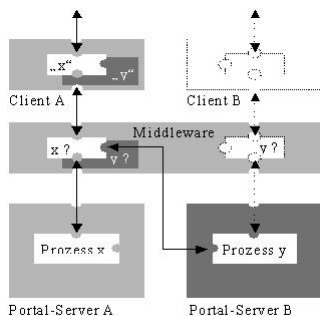 „x“
„y“
Client A
Client B
Middleware
x ?
y ?
y ?
Prozess x
Prozess y
Portal-Server A
Portal-Server B